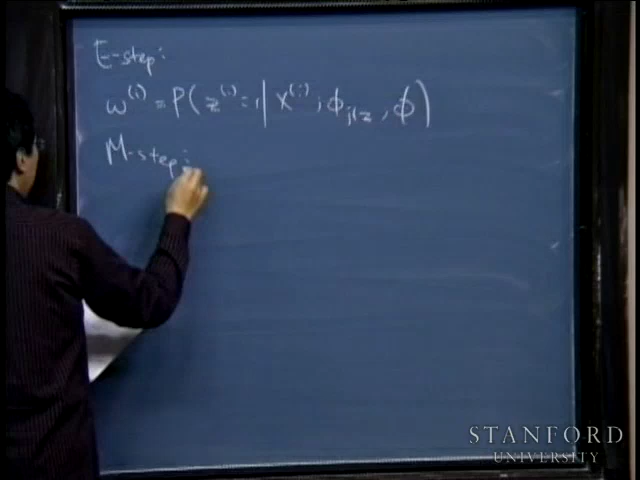 E-step:
w^(i) = P(z^(i) = 1 | x^(i); φ_j|z, φ)
M-step:
STANFORD
UNIVERSITY